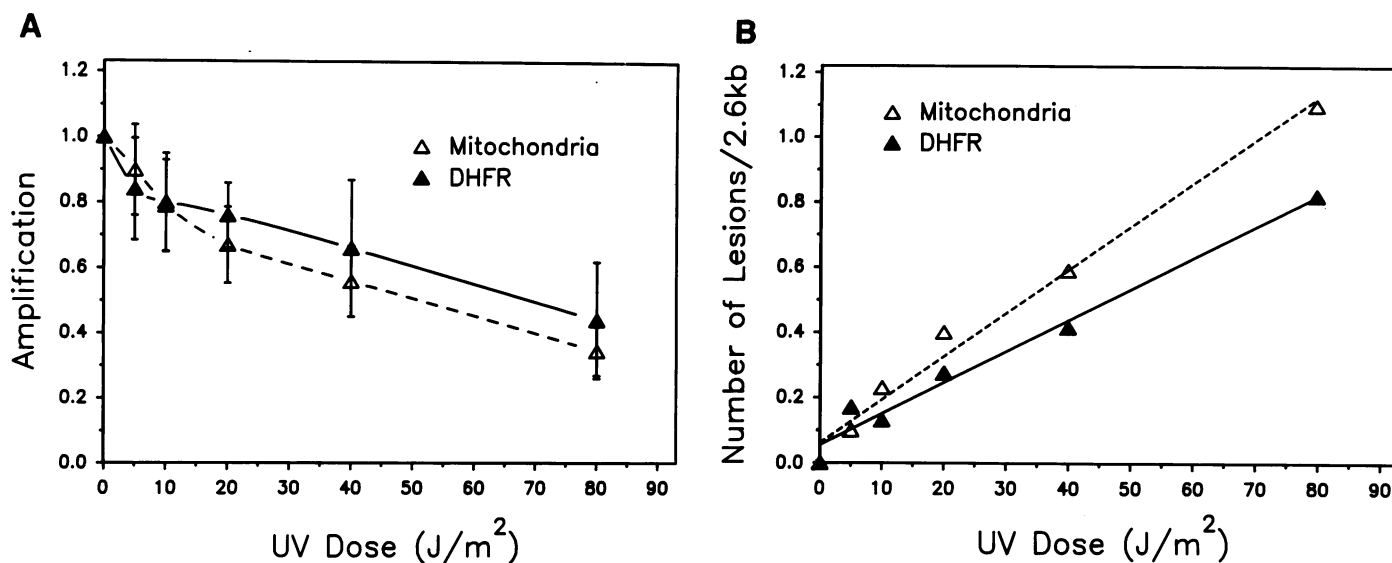 A
Amplification
1.2
1.0
0.8
0.6
0.4
0.2
0.0
Mitochondria
DHFR
0 10 20 30 40 50 60 70 80 90
UV Dose (J/m²)
B
Number of Lesions/2.6kb
1.2
1.0
0.8
0.6
0.4
0.2
0.0
Mitochondria
DHFR
0 10 20 30 40 50 60 70 80 90
UV Dose (J/m²)